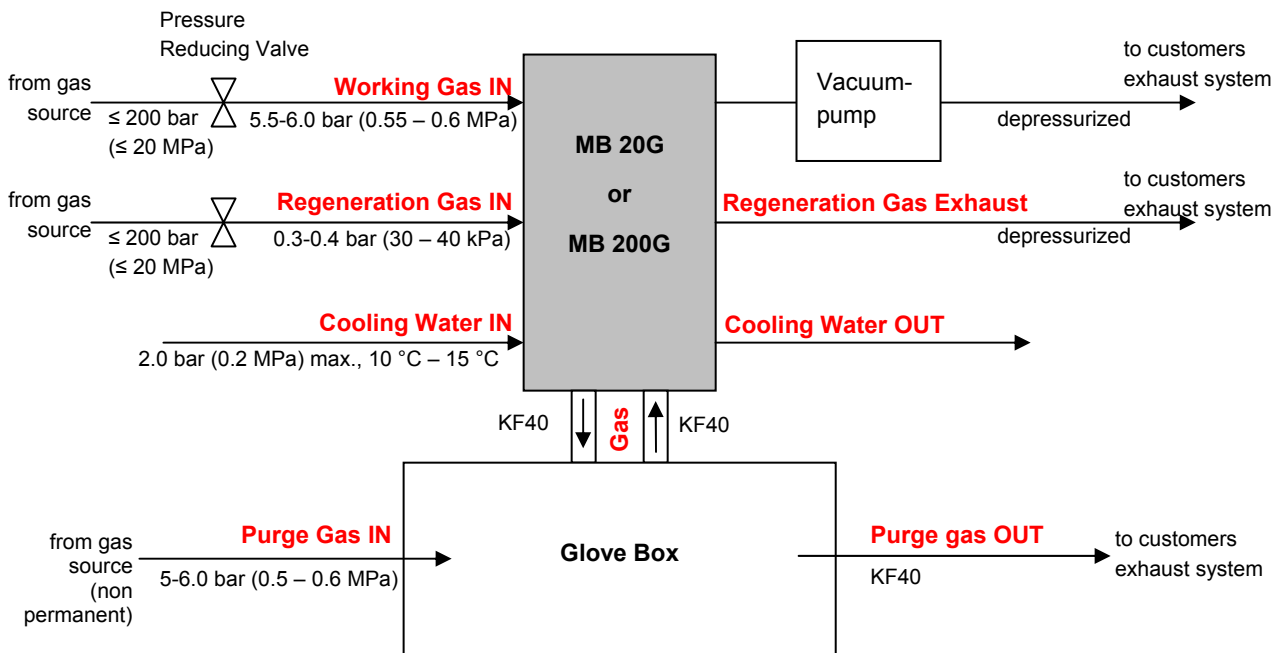 Pressure
Reducing Valve
from gas
source
≤ 200 bar
(≤ 20 MPa)
Working Gas IN
5.5-6.0 bar (0.55 – 0.6 MPa)
MB 20G
or
MB 200G
Vacuum-
pump
depressurized
to customers
exhaust system
from gas
source
≤ 200 bar
(≤ 20 MPa)
Regeneration Gas IN
0.3-0.4 bar (30 – 40 kPa)
Regeneration Gas Exhaust
depressurized
to customers
exhaust system
Cooling Water IN
2.0 bar (0.2 MPa) max., 10 °C – 15 °C
Cooling Water OUT
KF40
Gas
KF40
from gas
source
(non
permanent)
Purge Gas IN
5-6.0 bar (0.5 – 0.6 MPa)
Glove Box
Purge gas OUT
KF40
to customers
exhaust system